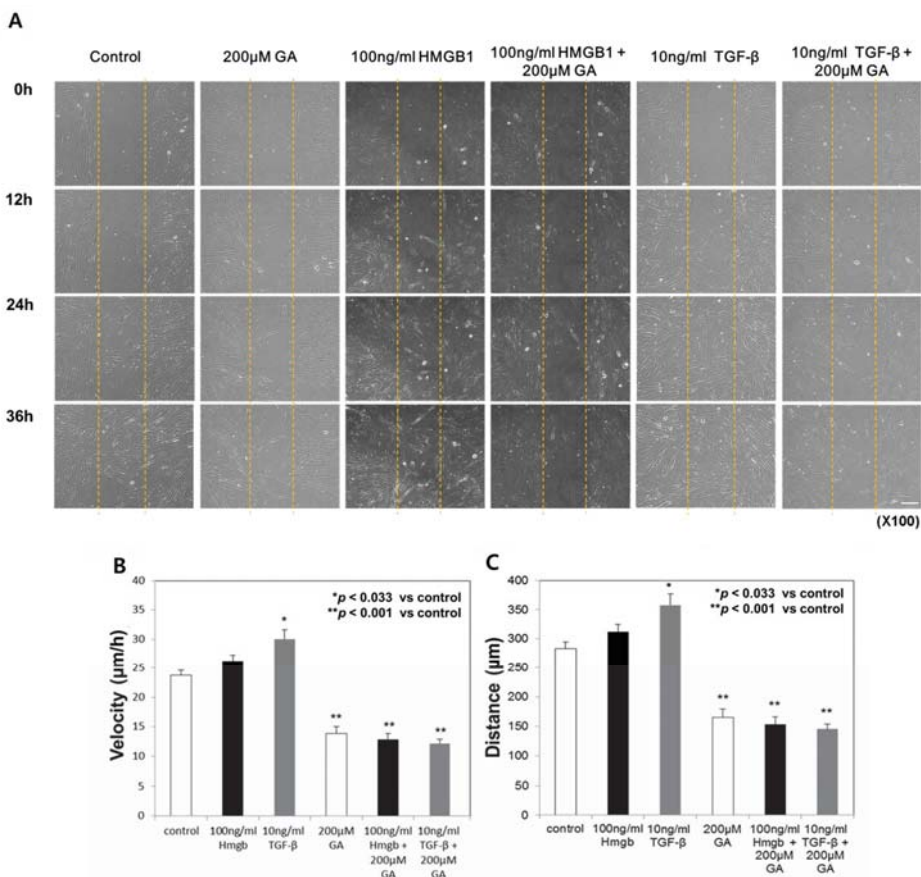 A
Control
200µM GA
100ng/ml HMGB1
100ng/ml HMGB1 +
200µM GA
10ng/ml TGF-β
10ng/ml TGF-β +
200µM GA
0h
12h
24h
36h
(X100)
B
Velocity (µm/h)
40
35
30
25
20
15
10
5
0
*p < 0.033 vs control
**p < 0.001 vs control
*
**
**
**
control
100ng/ml
Hmgb
10ng/ml
TGF-β
200µM
GA
100ng/ml
Hmgb +
200µM
GA
10ng/ml
TGF-β +
200µM
GA
C
Distance (µm)
400
350
300
250
200
150
100
50
0
*p < 0.033 vs control
**p < 0.001 vs control
*
**
**
**
control
100ng/ml
Hmgb
10ng/ml
TGF-β
200µM
GA
100ng/ml
Hmgb +
200µM GA
GA
10ng/ml
TGF-β +
200µM GA
GA